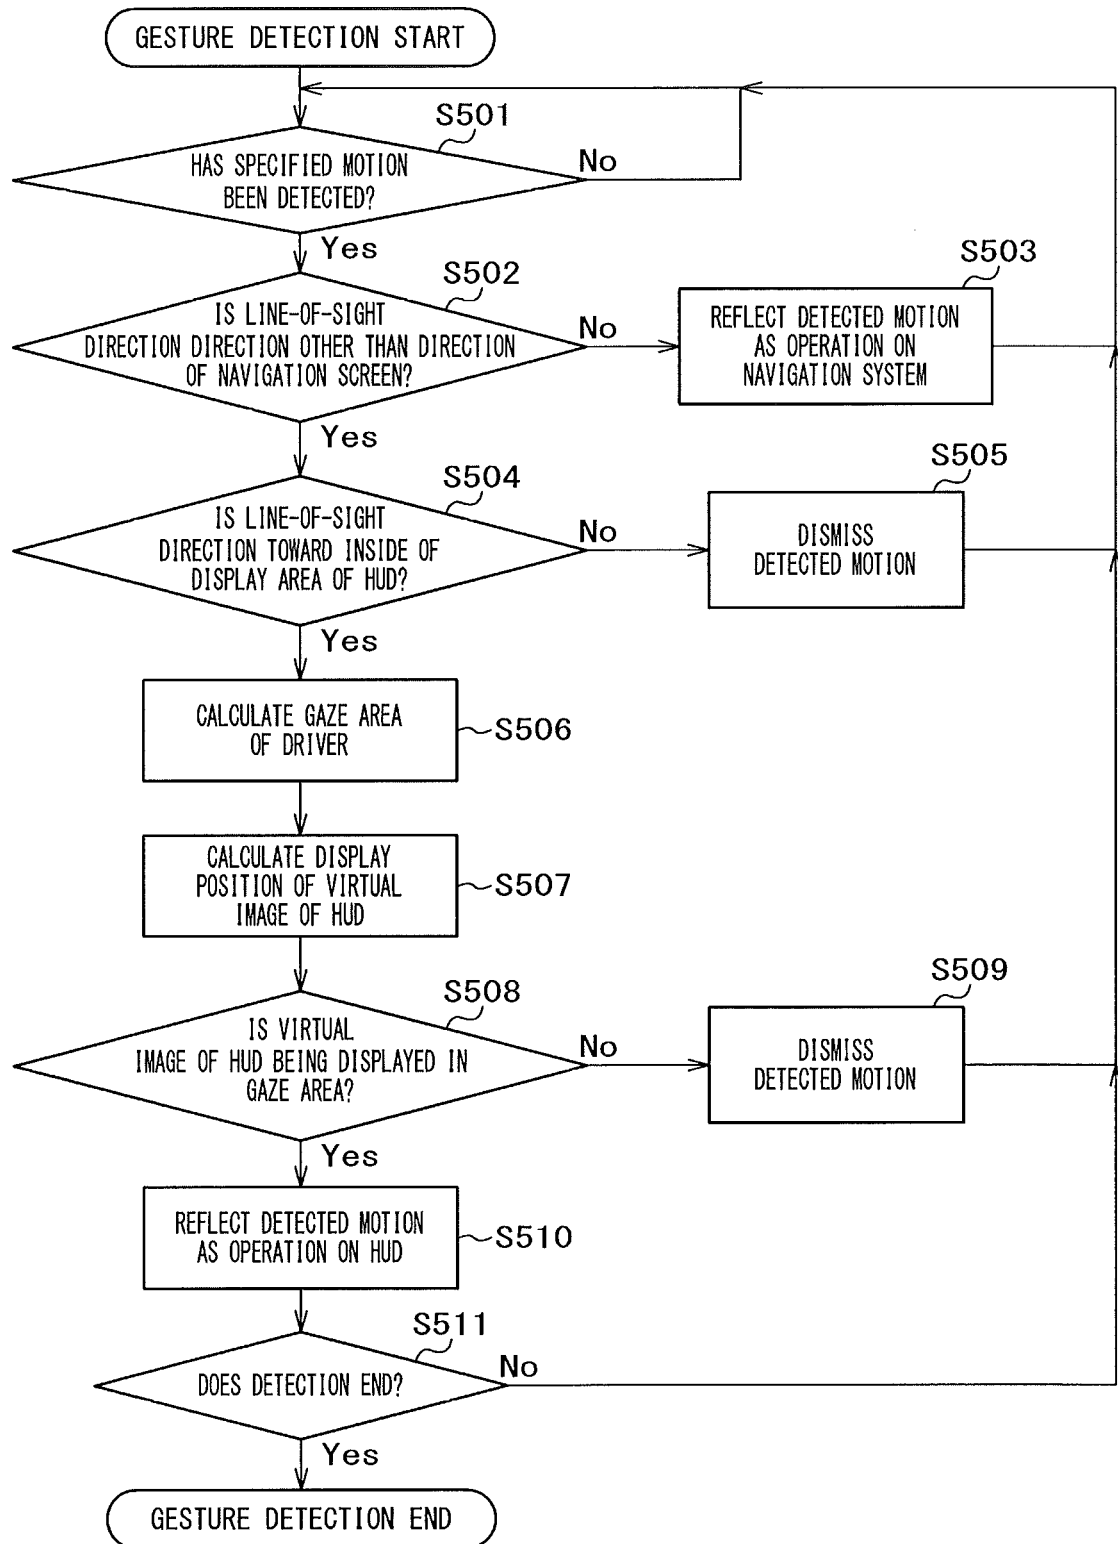 GESTURE DETECTION START
S501
HAS SPECIFIED MOTION
BEEN DETECTED?
No
Yes
S502
IS LINE-OF-SIGHT
DIRECTION DIRECTION OTHER THAN DIRECTION
OF NAVIGATION SCREEN?
No
S503
REFLECT DETECTED MOTION
AS OPERATION ON
NAVIGATION SYSTEM
Yes
S504
IS LINE-OF-SIGHT
DIRECTION TOWARD INSIDE OF
DISPLAY AREA OF HUD?
No
S505
DISMISS
DETECTED MOTION
Yes
CALCULATE GAZE AREA
OF DRIVER
S506
CALCULATE DISPLAY
POSITION OF VIRTUAL
IMAGE OF HUD
S507
S508
IS VIRTUAL
IMAGE OF HUD BEING DISPLAYED IN
GAZE AREA?
No
S509
DISMISS
DETECTED MOTION
Yes
REFLECT DETECTED MOTION
AS OPERATION ON HUD
S510
S511
DOES DETECTION END?
No
Yes
GESTURE DETECTION END